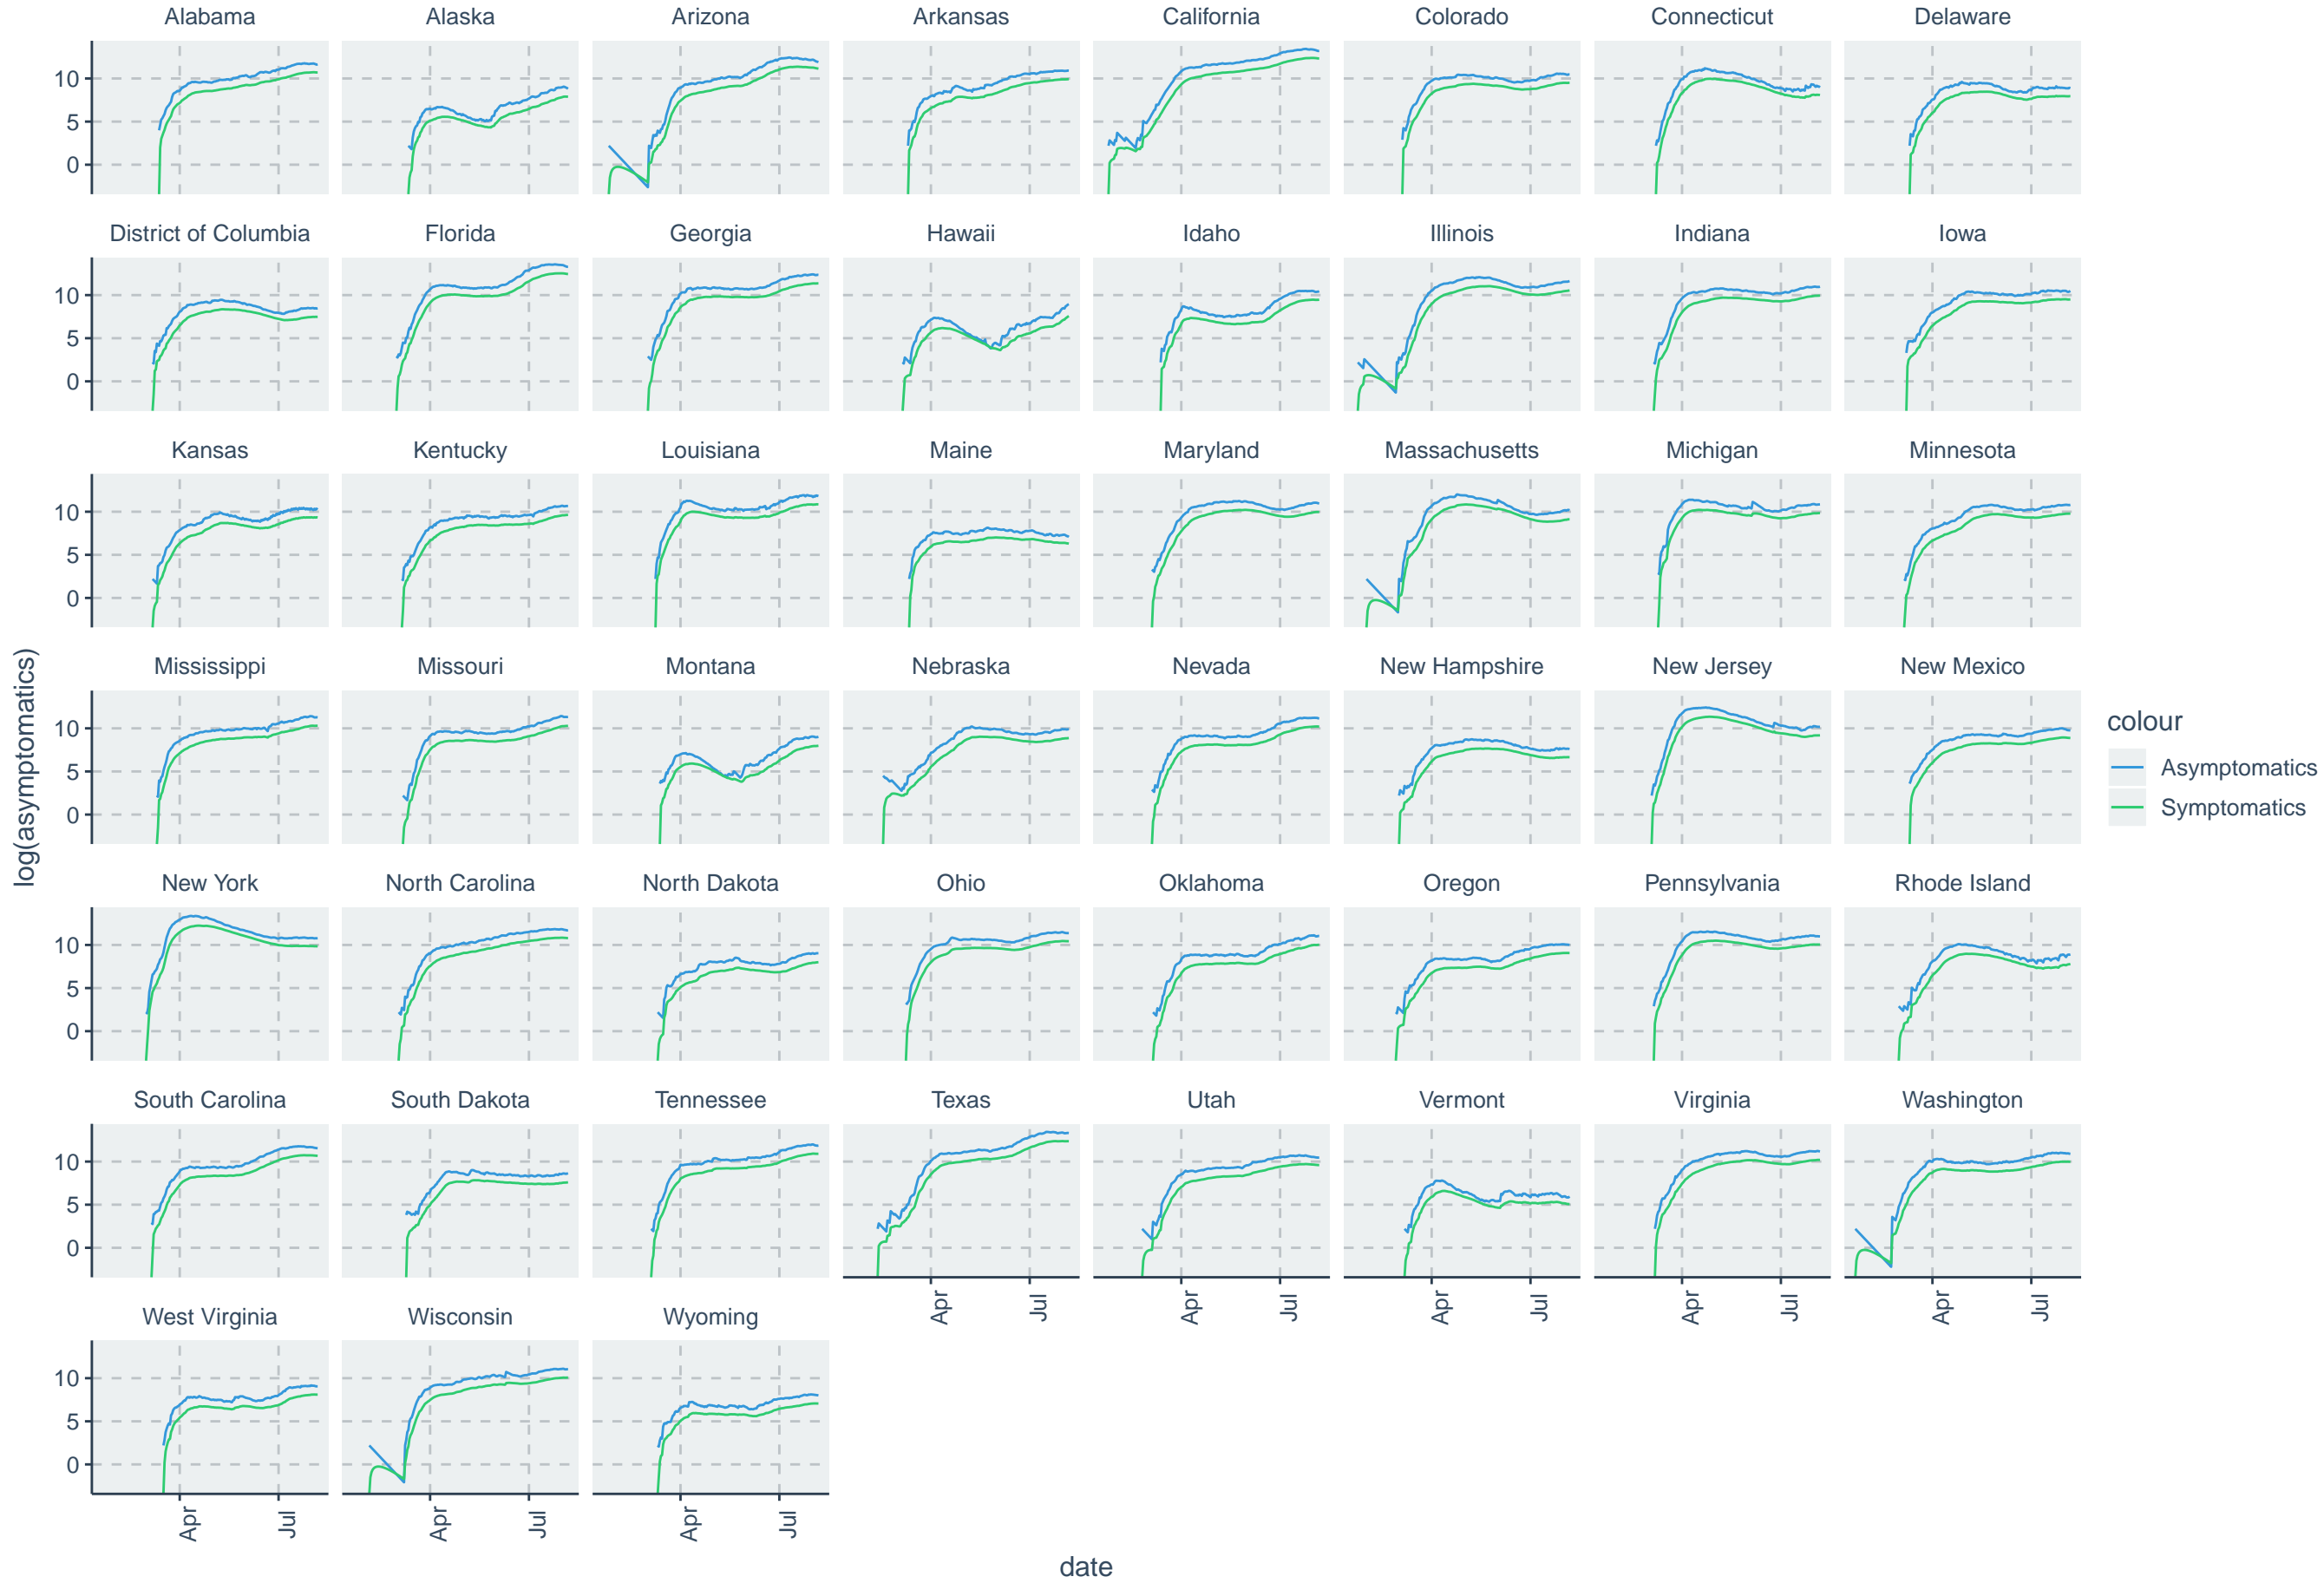 Alabama Alaska Arizona Arkansas California Colorado Connecticut Delaware
10
5
0
District of Columbia Florida Georgia Hawaii Idaho Illinois Indiana Iowa
10
5
0
Kansas Kentucky Louisiana Maine Maryland Massachusetts Michigan Minnesota
10
5
0
log(asymptomatics)
Mississippi Missouri Montana Nebraska Nevada New Hampshire New Jersey New Mexico
10
5
0
colour
Asymptomatics
Symptomatics
New York North Carolina North Dakota Ohio Oklahoma Oregon Pennsylvania Rhode Island
10
5
0
South Carolina South Dakota Tennessee Texas Utah Vermont Virginia Washington
10
5
0
Apr Jul Apr Jul Apr Jul Apr Jul Apr Jul
West Virginia Wisconsin Wyoming
10
5
0
Apr Jul Apr Jul Apr Jul
date